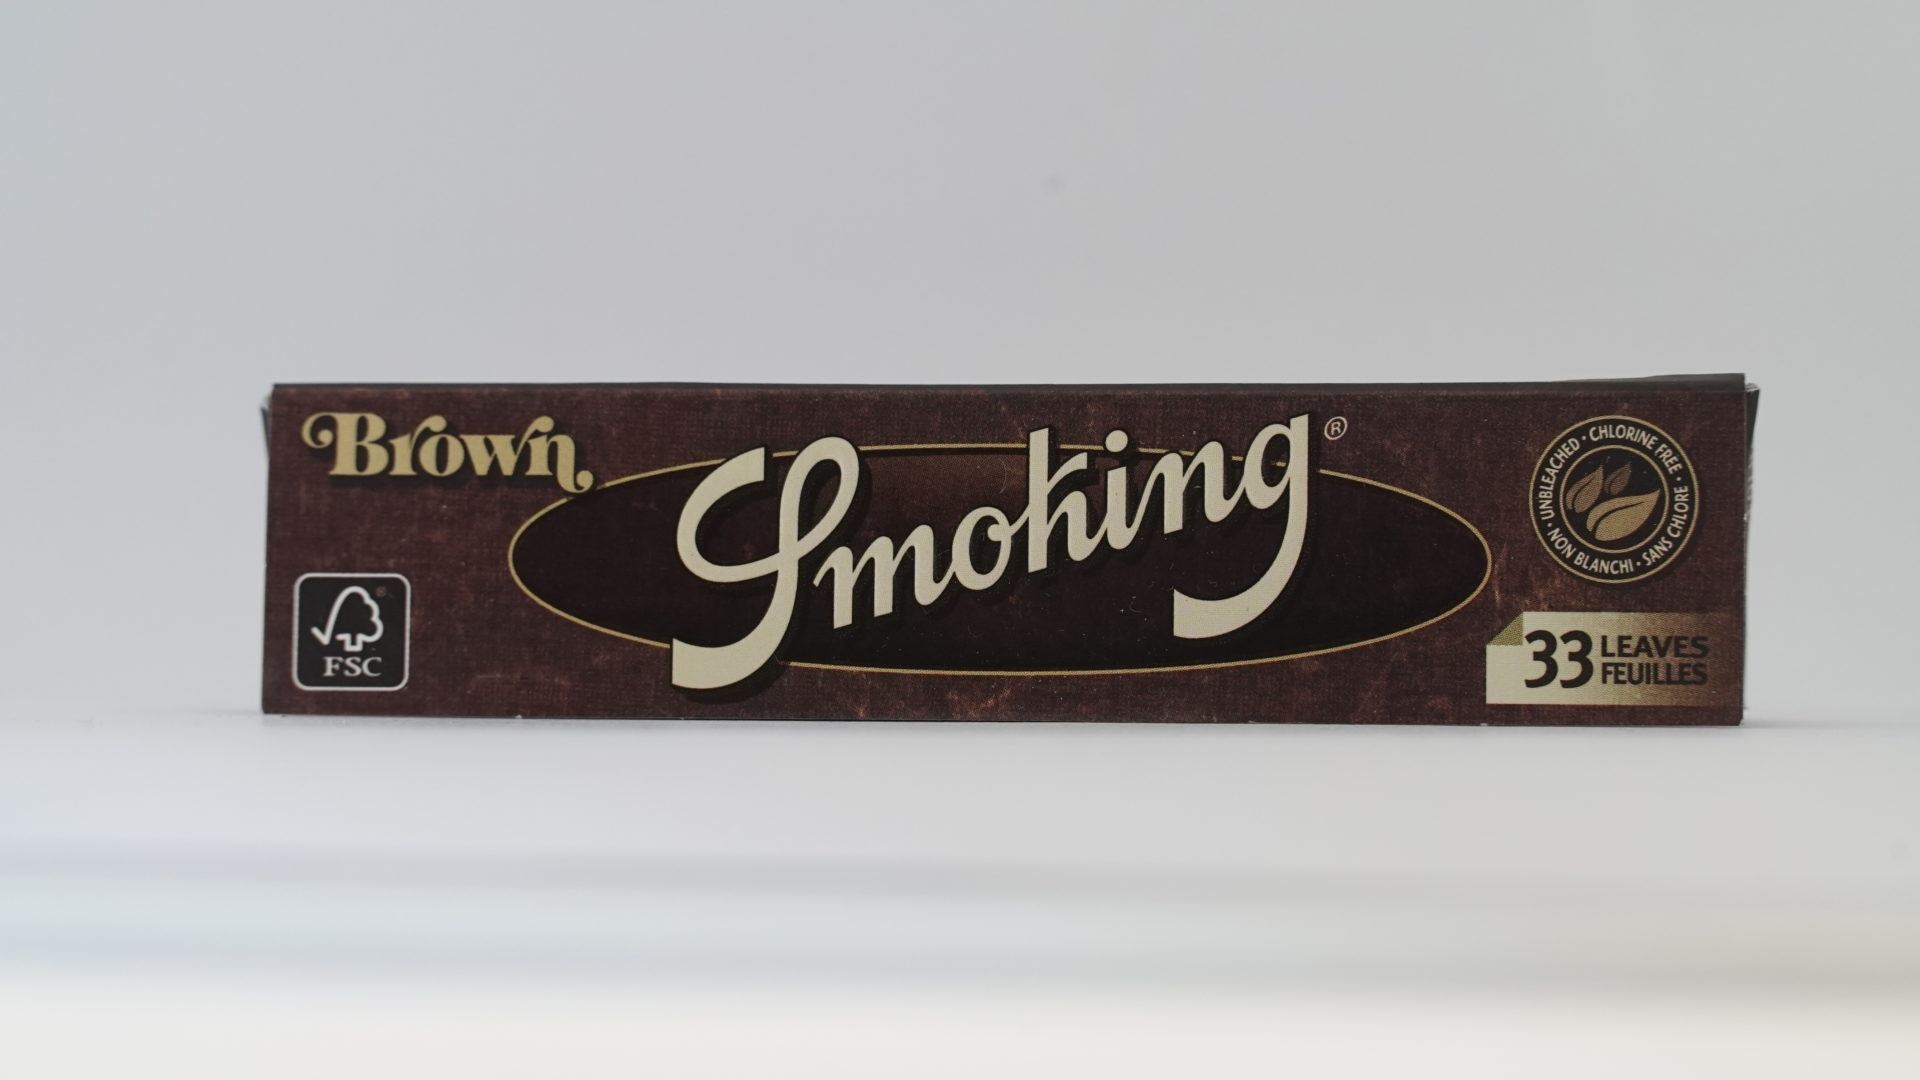 Brown
Smoking®
UNBLEACHED · CHLORINE FREE · SANS CHLORE · NON BLANCHI ·
FSC®
33 LEAVES
FEUILLES